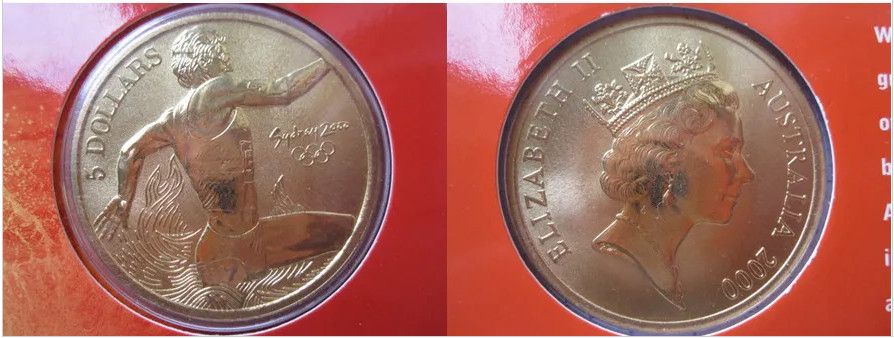 5 DOLLARS
Sydney 2000
ELIZABETH II
AUSTRALIA 2000